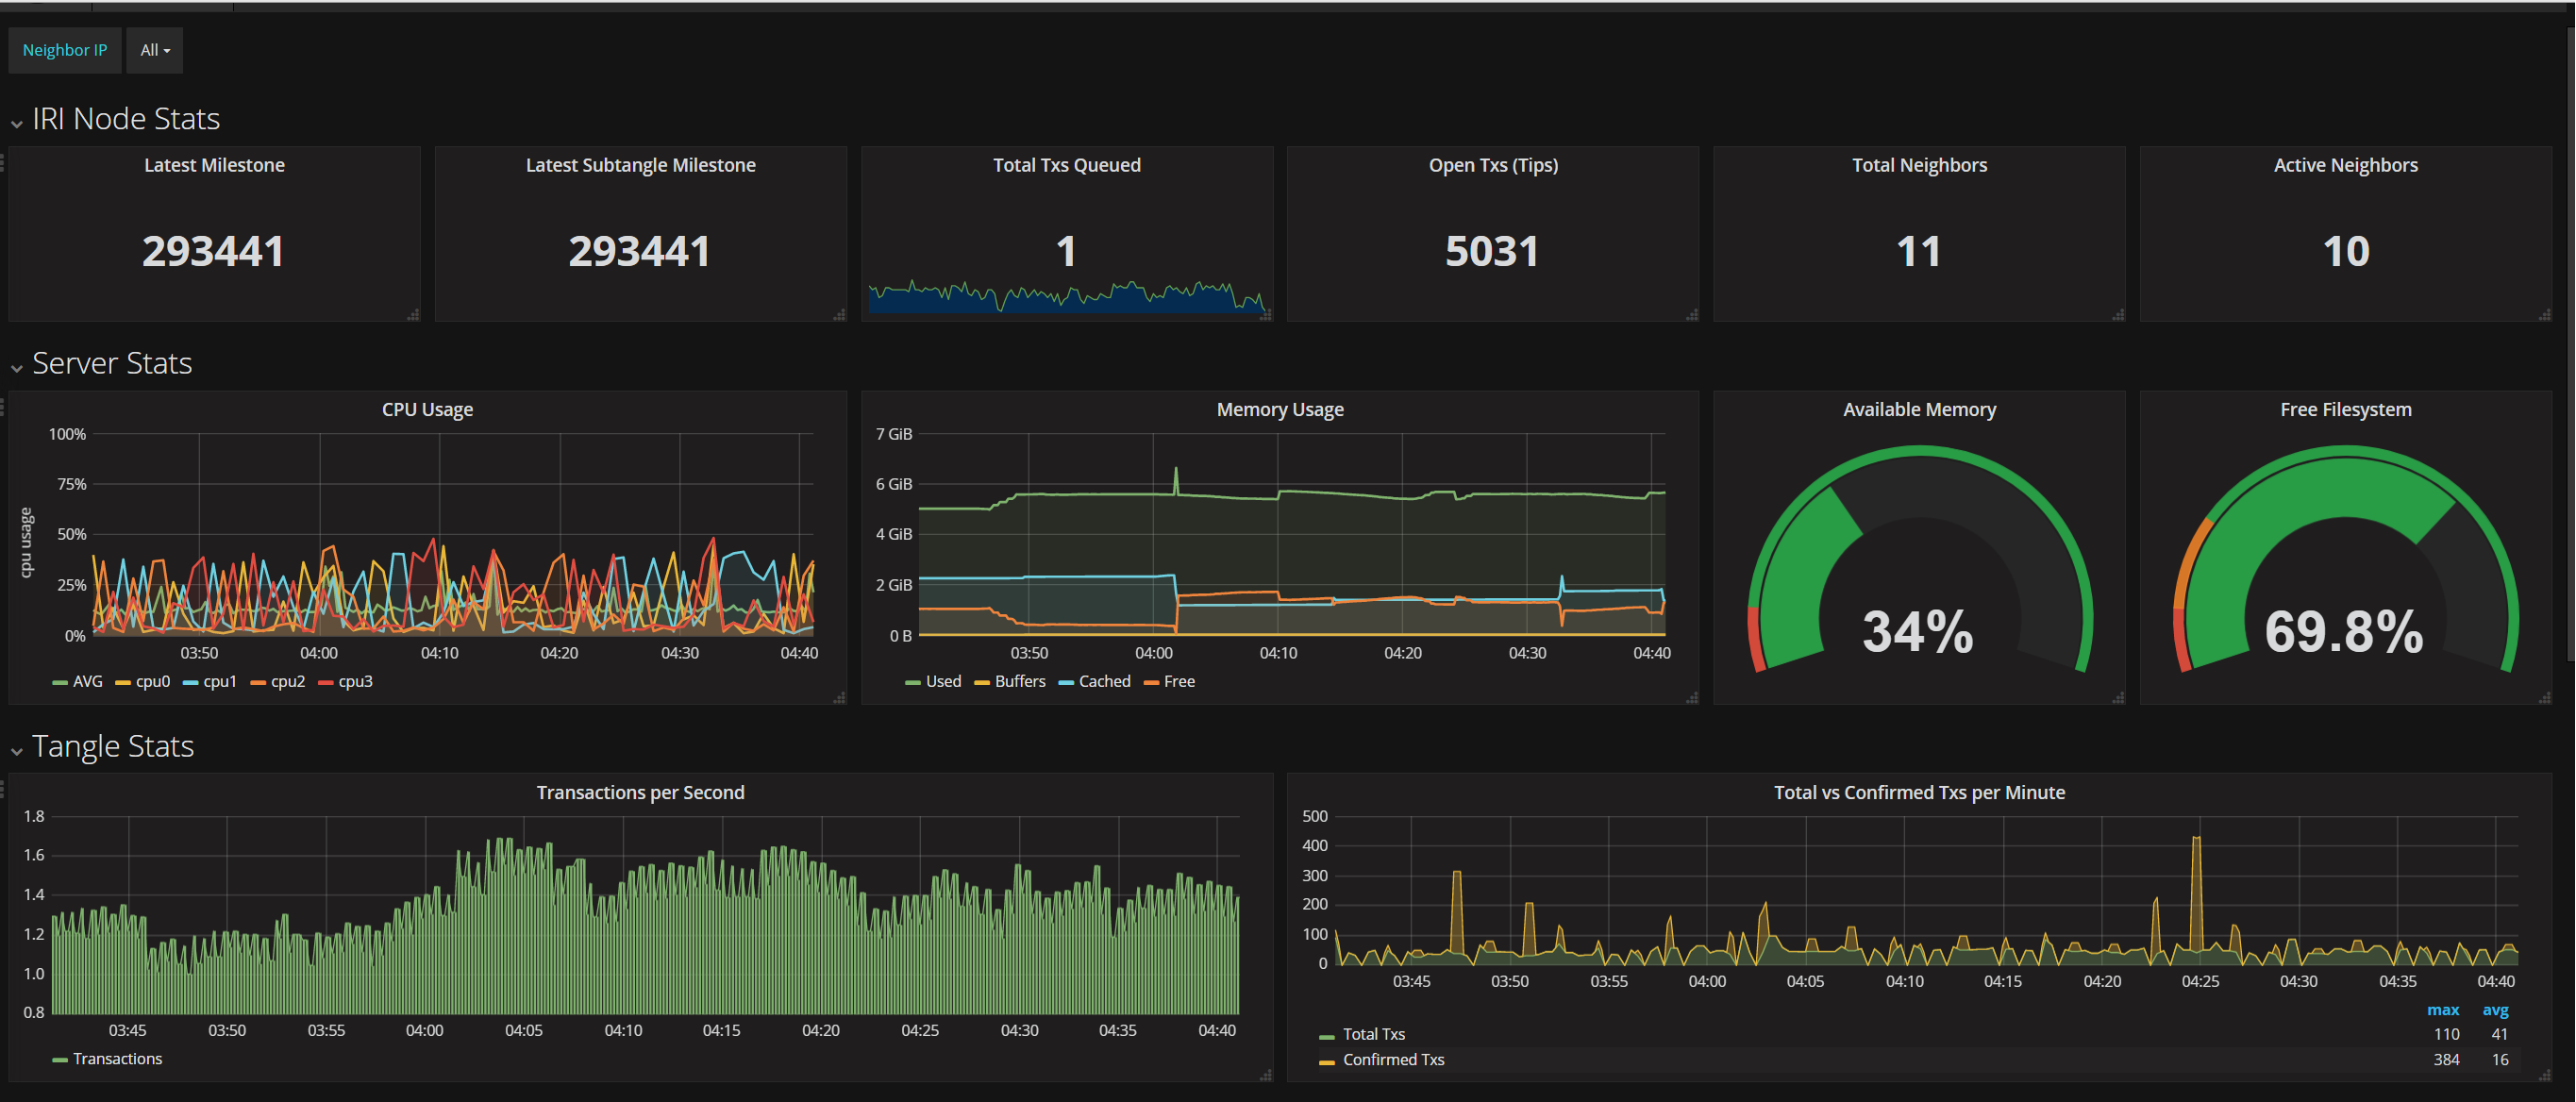 Neighbor IP All
IRI Node Stats
Latest Milestone
293441
Latest Subtangle Milestone
293441
Total Txs Queued
1
Open Txs (Tips)
5031
Total Neighbors
11
Active Neighbors
10
Server Stats
CPU Usage
cpu usage
100%
75%
50%
25%
0%
03:50 04:00 04:10 04:20 04:30 04:40
AVG cpu0 cpu1 cpu2 cpu3
Memory Usage
7 GiB
6 GiB
4 GiB
2 GiB
0 B
03:50 04:00 04:10 04:20 04:30 04:40
Used Buffers Cached Free
Available Memory
34%
Free Filesystem
69.8%
Tangle Stats
Transactions per Second
1.8
1.6
1.4
1.2
1.0
0.8
03:45 03:50 03:55 04:00 04:05 04:10 04:15 04:20 04:25 04:30 04:35 04:40
Transactions
Total vs Confirmed Txs per Minute
500
400
300
200
100
0
03:45 03:50 03:55 04:00 04:05 04:10 04:15 04:20 04:25 04:30 04:35 04:40
max avg
Total Txs 110 41
Confirmed Txs 384 16